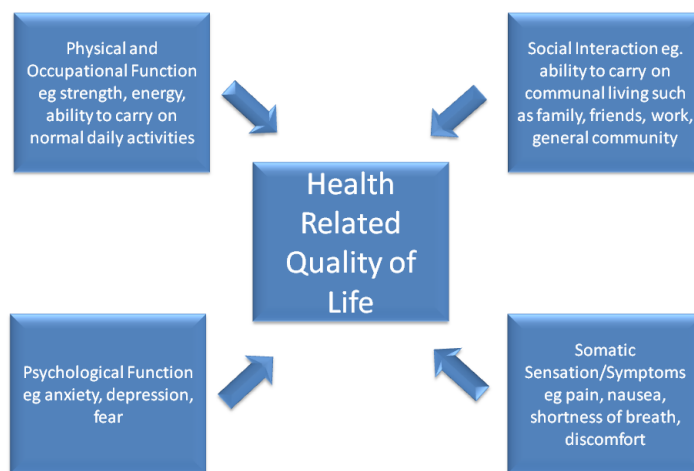 Physical and
Occupational Function
eg strength, energy,
ability to carry on
normal daily activities
Social Interaction eg.
ability to carry on
communal living such
as family, friends, work,
general community
Health
Related
Quality of
Life
Psychological Function
eg anxiety, depression,
fear
Somatic
Sensation/Symptoms
eg pain, nausea,
shortness of breath,
discomfort